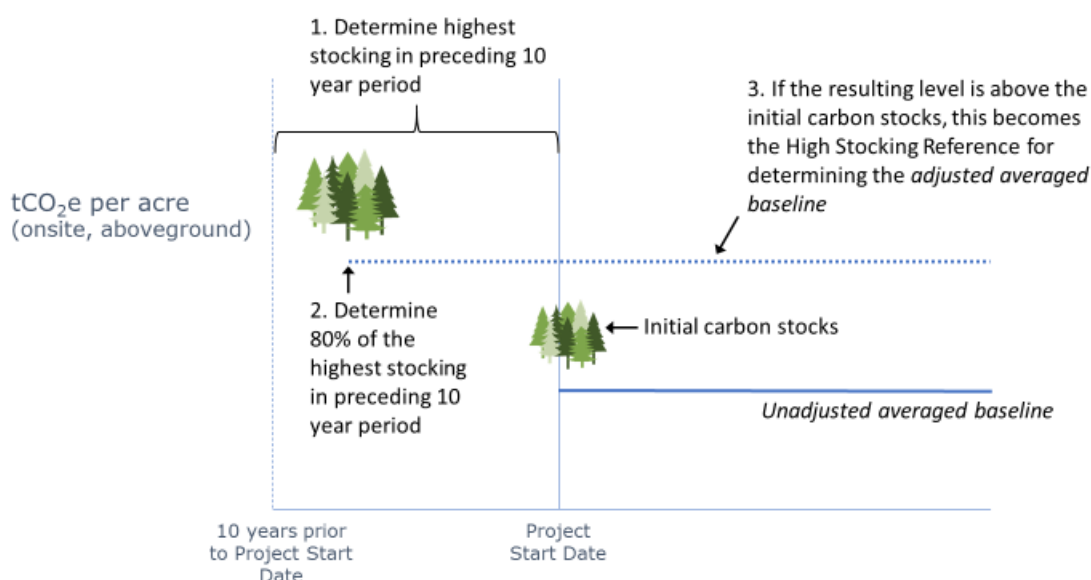 1. Determine highest
stocking in preceding 10
year period
3. If the resulting level is above the
initial carbon stocks, this becomes
the High Stocking Reference for
determining the adjusted averaged
baseline
tCO₂e per acre
(onsite, aboveground)
2. Determine
80% of the
highest stocking
in preceding 10
year period
Initial carbon stocks
Unadjusted averaged baseline
10 years prior
to Project Start
Date
Project
Start Date